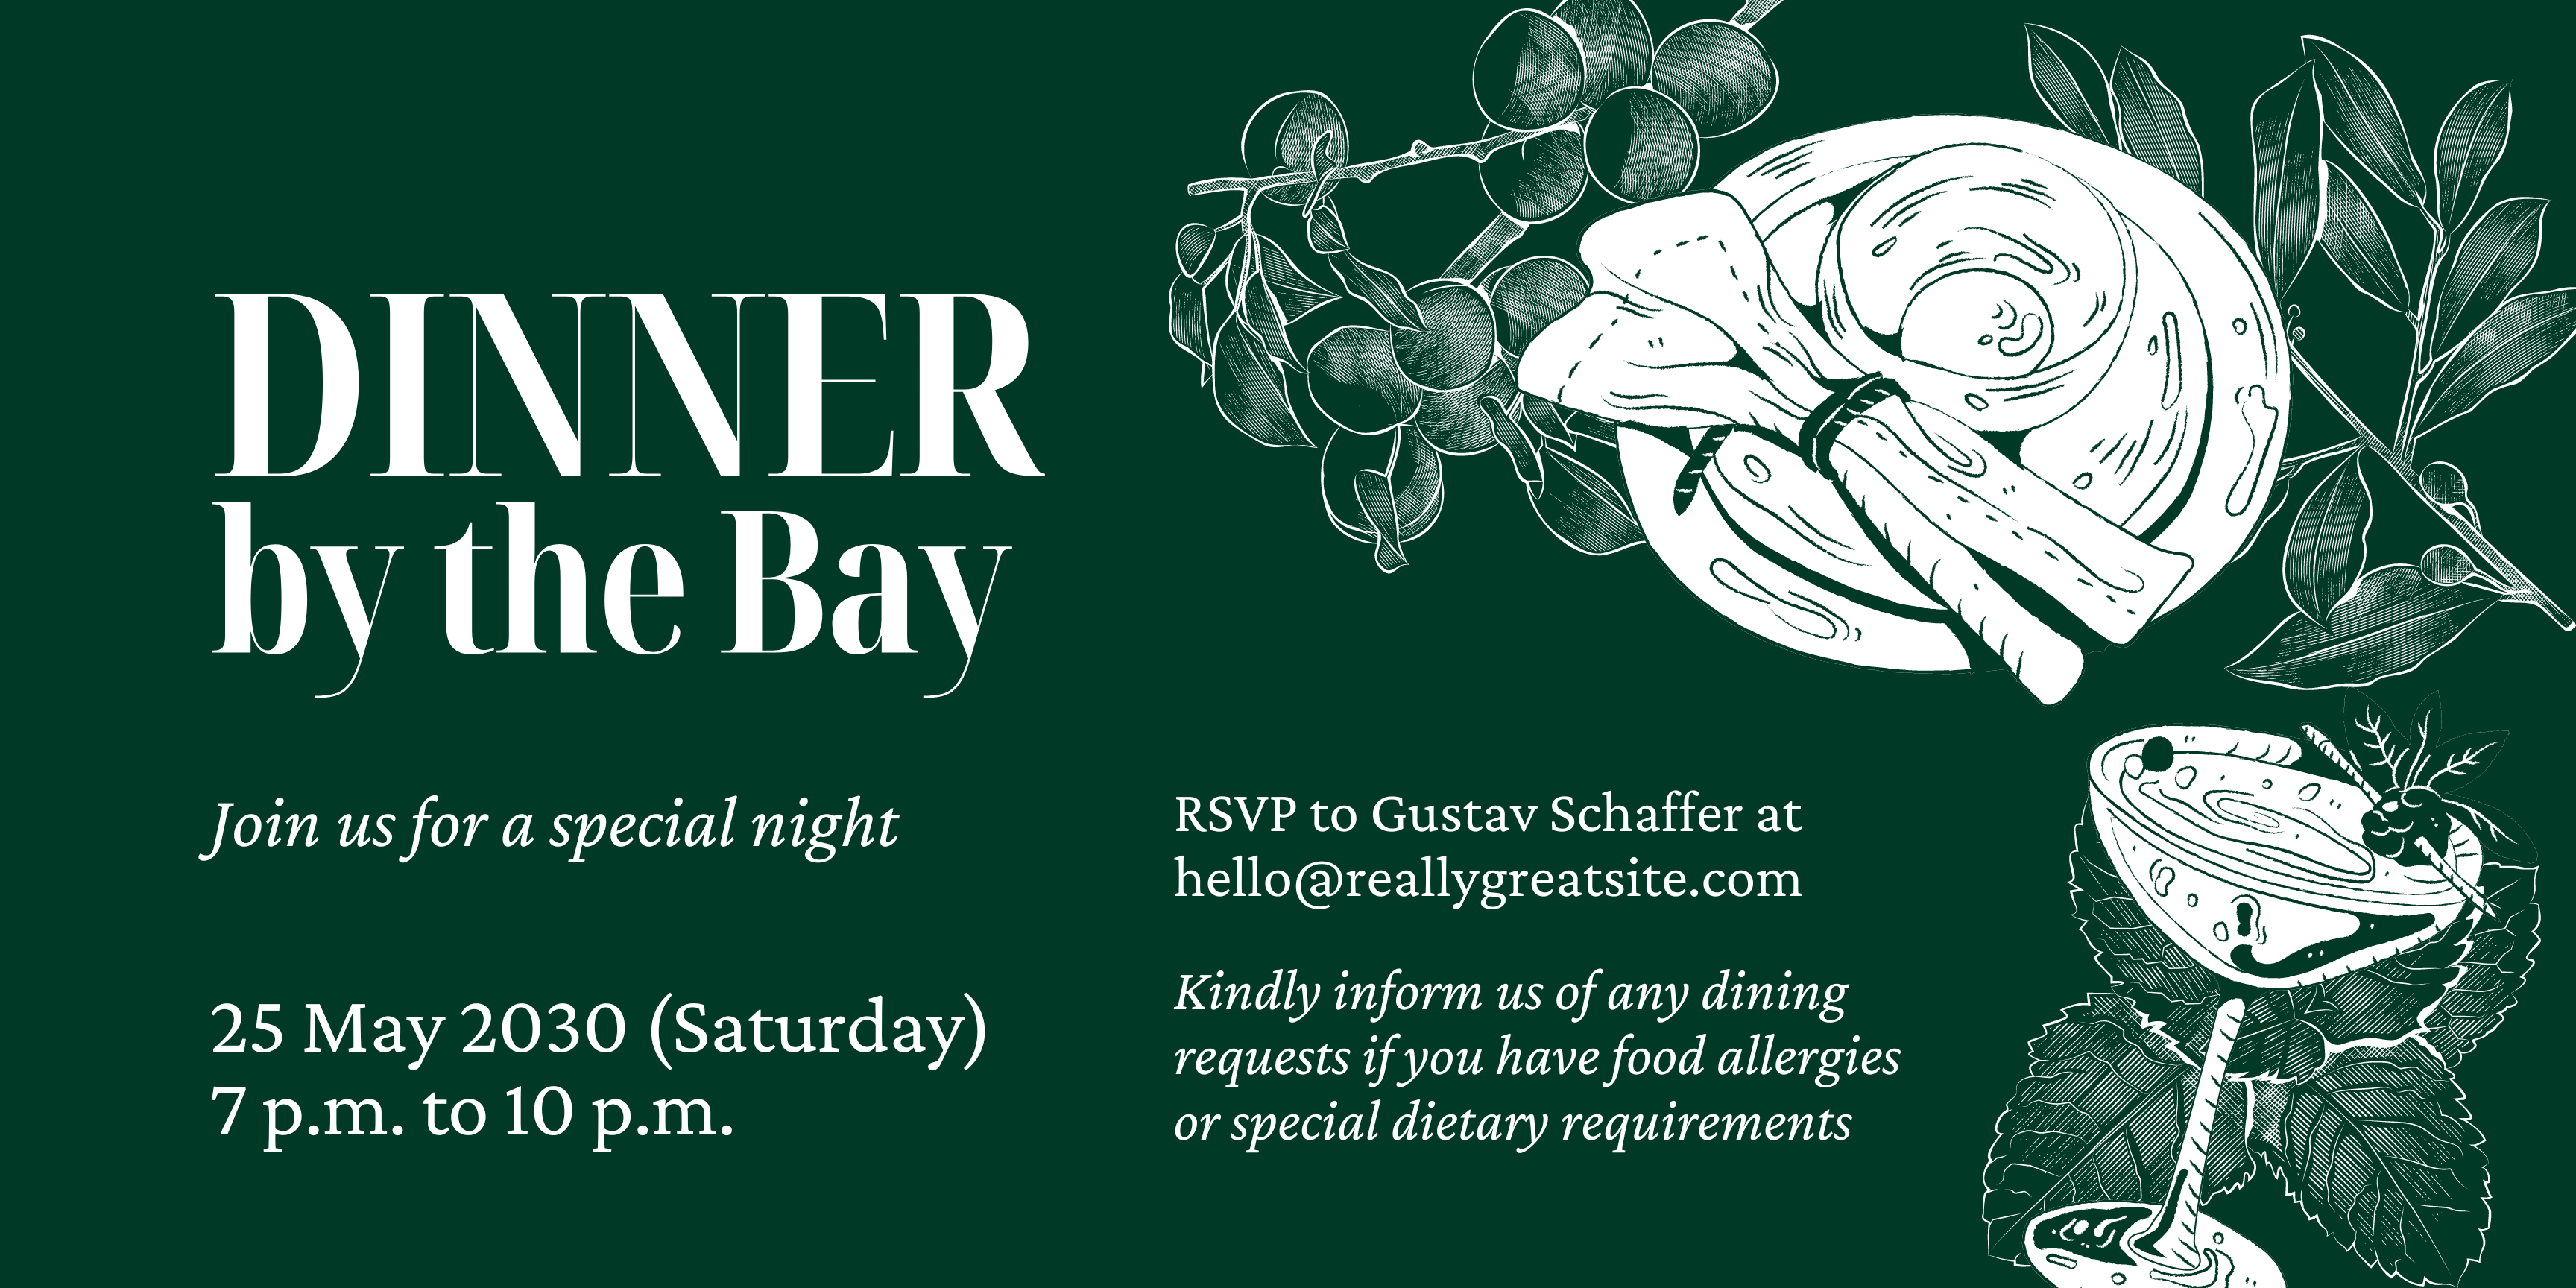 DINNER
by the Bay
Join us for a special night
25 May 2030 (Saturday)
7 p.m. to 10 p.m.
RSVP to Gustav Schaffer at
hello@reallygreatsite.com
Kindly inform us of any dining
requests if you have food allergies
or special dietary requirements